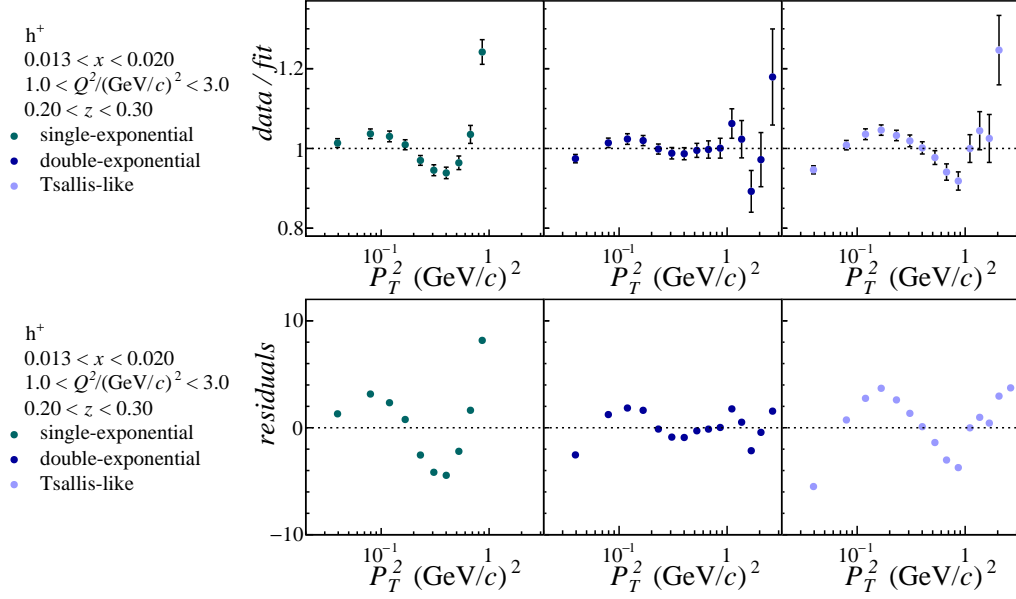 h⁺
0.013 < x < 0.020
1.0 < Q²/(GeV/c)² < 3.0
0.20 < z < 0.30
single-exponential
double-exponential
Tsallis-like
data / fit
1.2
1
0.8
10⁻¹ 1 10⁻¹ 1 10⁻¹ 1
P_T² (GeV/c)² P_T² (GeV/c)² P_T² (GeV/c)²
h⁺
0.013 < x < 0.020
1.0 < Q²/(GeV/c)² < 3.0
0.20 < z < 0.30
single-exponential
double-exponential
Tsallis-like
residuals
10
0
−10
10⁻¹ 1 10⁻¹ 1 10⁻¹ 1
P_T² (GeV/c)² P_T² (GeV/c)² P_T² (GeV/c)²